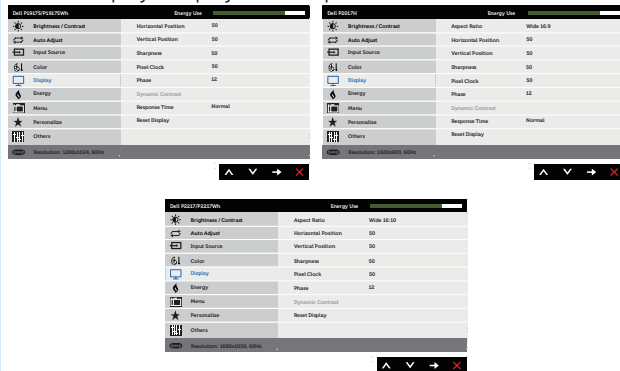 Dell P1917S/P1917SWh Energy Use
Brightness / Contrast Horizontal Position 50
Auto Adjust Vertical Position 50
Input Source Sharpness 50
Color Pixel Clock 50
Display Phase 12
Energy Dynamic Contrast
Menu Response Time Normal
Personalize Reset Display
Others
Resolution: 1280x1024, 60Hz
Dell P2017H Energy Use
Brightness / Contrast Aspect Ratio Wide 16:9
Auto Adjust Horizontal Position 50
Input Source Vertical Position 50
Color Sharpness 50
Display Pixel Clock 50
Energy Phase 12
Menu Dynamic Contrast
Personalize Response Time Normal
Others Reset Display
Resolution: 1600x900, 60Hz
Dell P2217/P2217Wh Energy Use
Brightness / Contrast Aspect Ratio Wide 16:10
Auto Adjust Horizontal Position 50
Input Source Vertical Position 50
Color Sharpness 50
Display Pixel Clock 50
Energy Phase 12
Menu Dynamic Contrast
Personalize Reset Display
Others
Resolution: 1680x1050, 60Hz